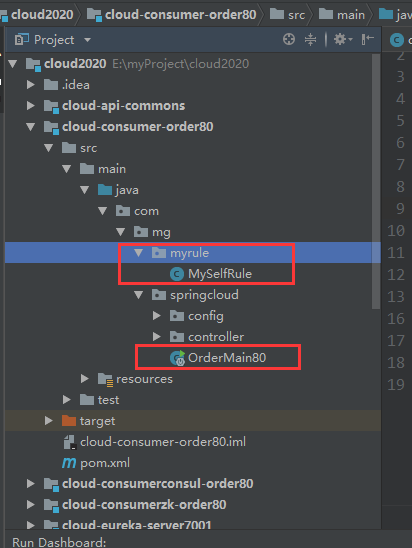 cloud2020 cloud-consumer-order80 src main java
Project
cloud2020 E:\myProject\cloud2020
.idea
cloud-api-commons
cloud-consumer-order80
src
main
java
com
mg
myrule
MySelfRule
springcloud
config
controller
OrderMain80
resources
test
target
cloud-consumer-order80.iml
pom.xml
cloud-consumerconsul-order80
cloud-consumerzk-order80
cloud-eureka-server7001
Run Dashboard:
2
3
4
5
6
7
8
9
10
11
12
13
14
15
16
17
18
19